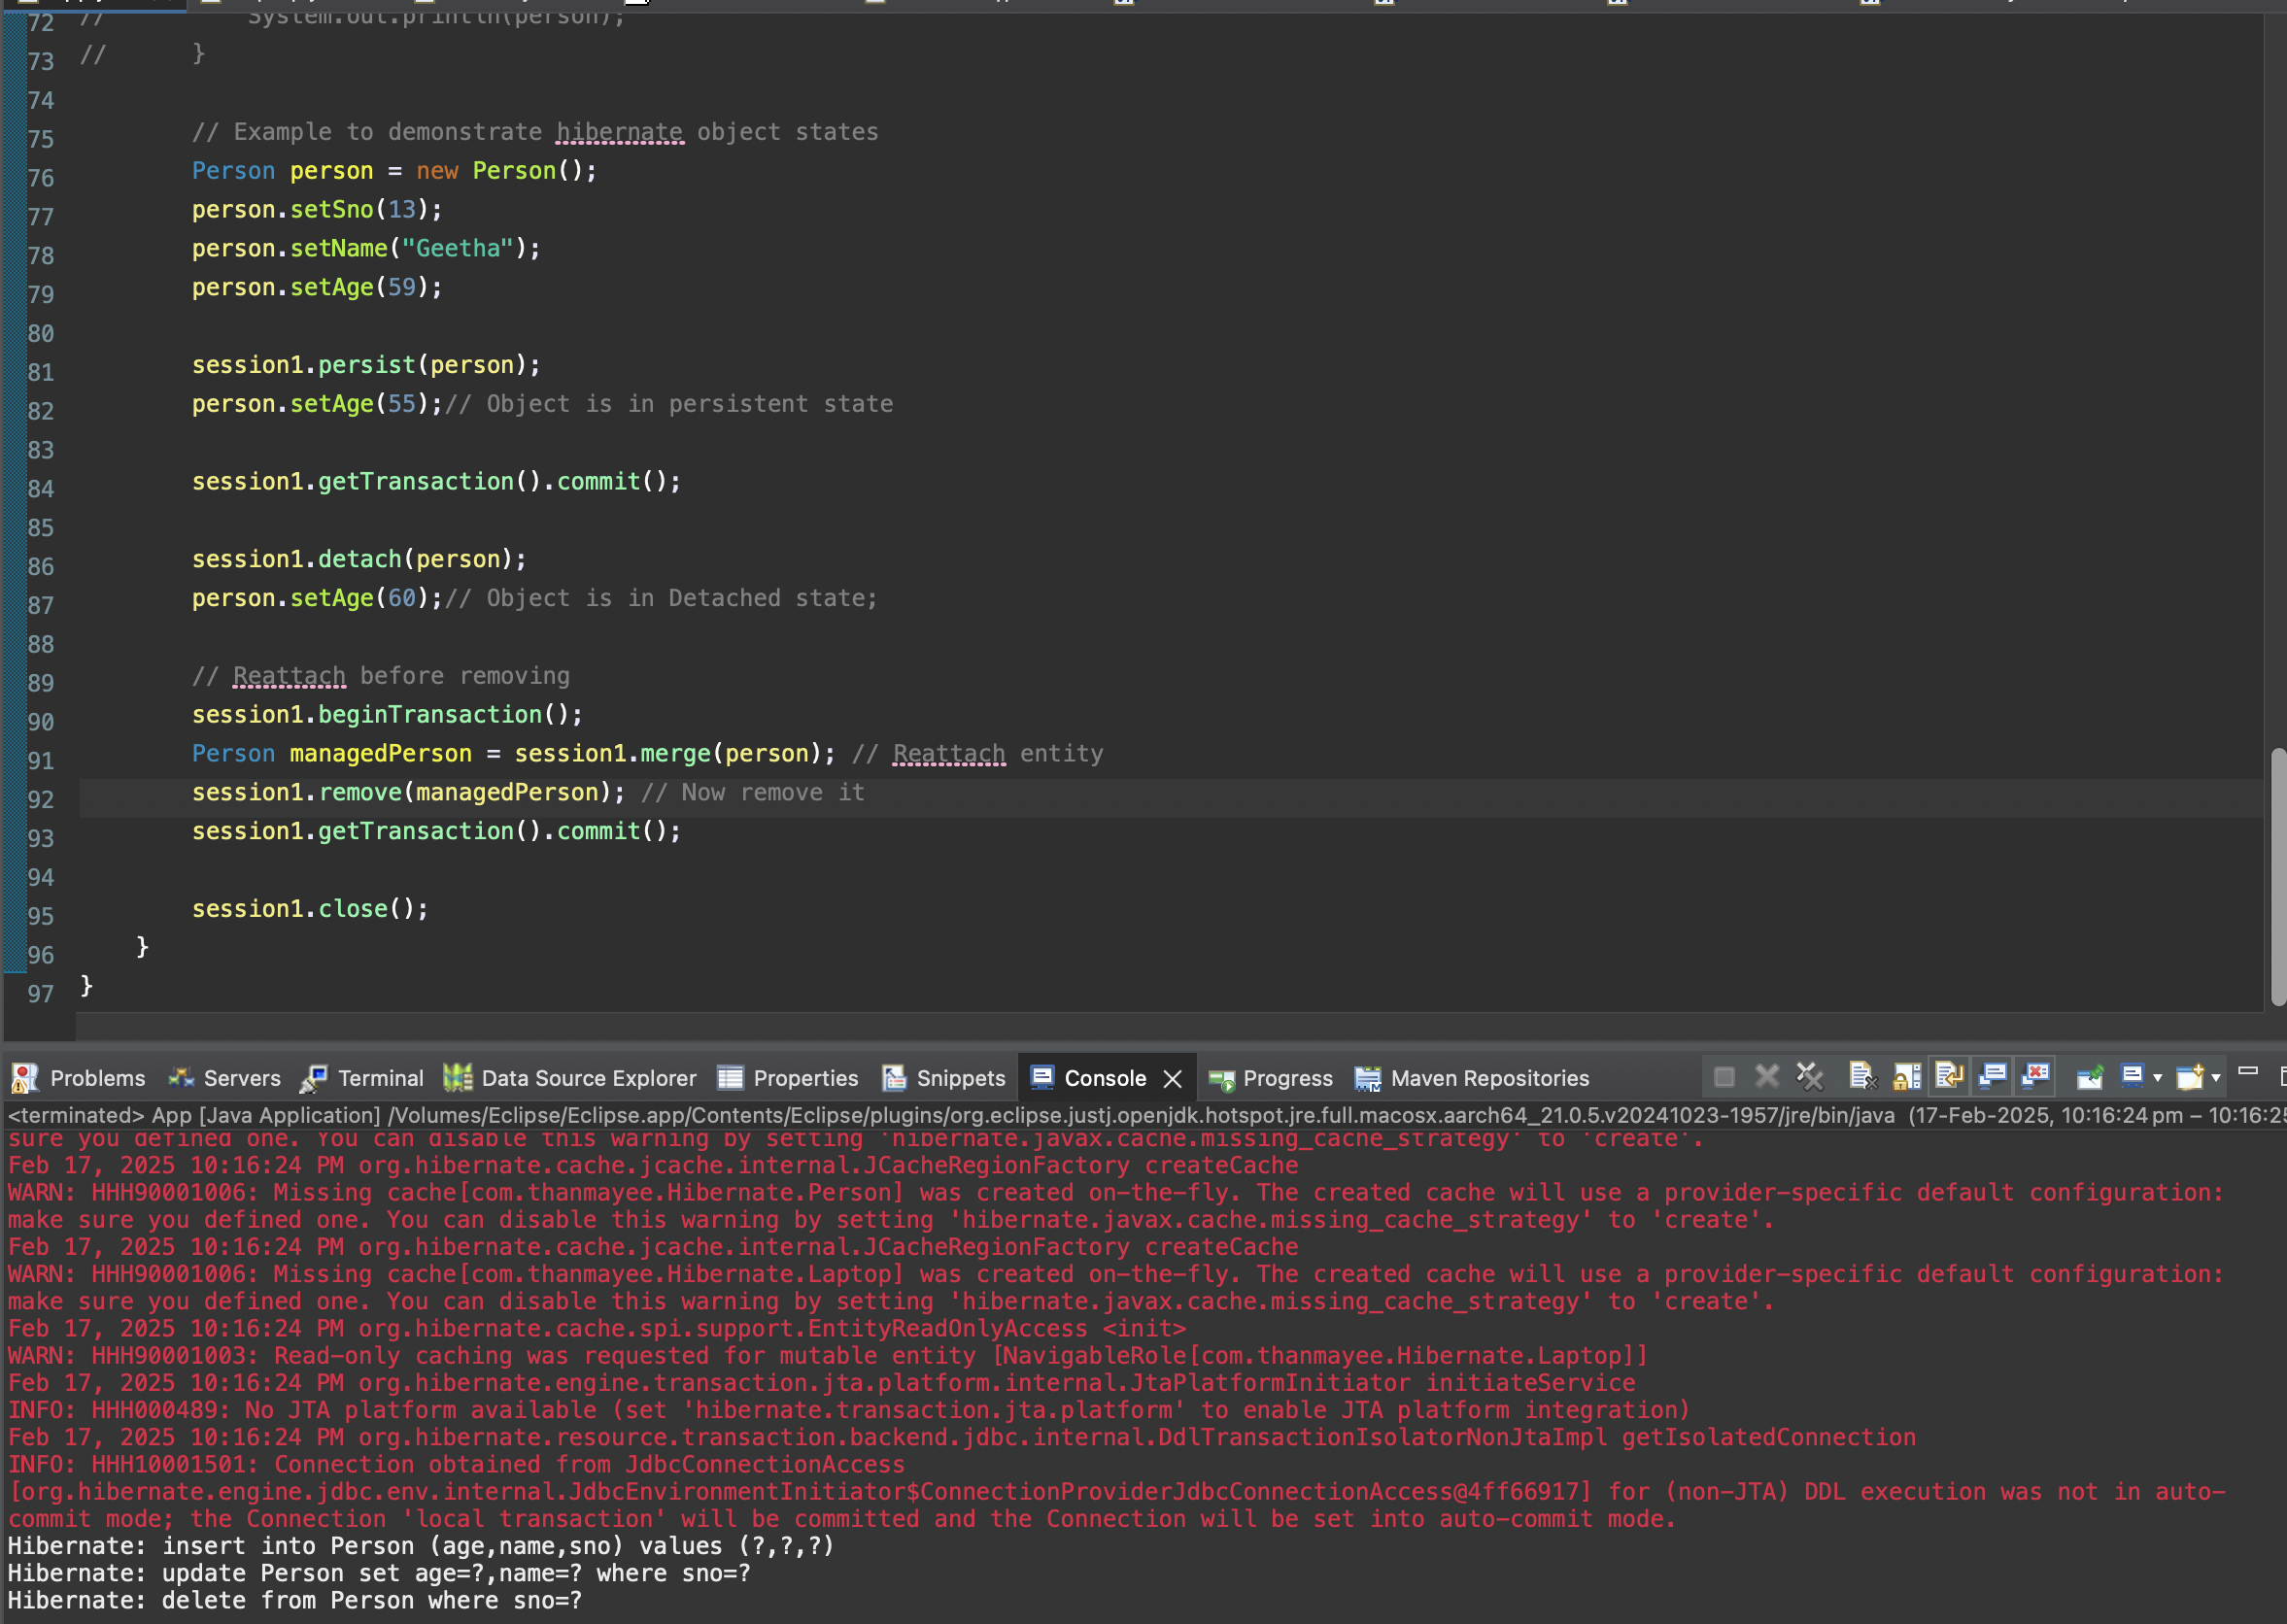 72 //          System.out.println(person);
73 //      }
74
75         // Example to demonstrate hibernate object states
76         Person person = new Person();
77         person.setSno(13);
78         person.setName("Geetha");
79         person.setAge(59);
80
81         session1.persist(person);
82         person.setAge(55);// Object is in persistent state
83
84         session1.getTransaction().commit();
85
86         session1.detach(person);
87         person.setAge(60);// Object is in Detached state;
88
89         // Reattach before removing
90         session1.beginTransaction();
91         Person managedPerson = session1.merge(person); // Reattach entity
92         session1.remove(managedPerson); // Now remove it
93         session1.getTransaction().commit();
94
95         session1.close();
96     }
97 }
Problems Servers Terminal Data Source Explorer Properties Snippets Console Progress Maven Repositories
<terminated> App [Java Application] /Volumes/Eclipse/Eclipse.app/Contents/Eclipse/plugins/org.eclipse.justj.openjdk.hotspot.jre.full.macosx.aarch64_21.0.5.v20241023-1957/jre/bin/java (17-Feb-2025, 10:16:24 pm – 10:16:25
sure you defined one. You can disable this warning by setting 'hibernate.javax.cache.missing_cache_strategy' to 'create'.
Feb 17, 2025 10:16:24 PM org.hibernate.cache.jcache.internal.JCacheRegionFactory createCache
WARN: HHH90001006: Missing cache[com.thanmayee.Hibernate.Person] was created on-the-fly. The created cache will use a provider-specific default configuration:
make sure you defined one. You can disable this warning by setting 'hibernate.javax.cache.missing_cache_strategy' to 'create'.
Feb 17, 2025 10:16:24 PM org.hibernate.cache.jcache.internal.JCacheRegionFactory createCache
WARN: HHH90001006: Missing cache[com.thanmayee.Hibernate.Laptop] was created on-the-fly. The created cache will use a provider-specific default configuration:
make sure you defined one. You can disable this warning by setting 'hibernate.javax.cache.missing_cache_strategy' to 'create'.
Feb 17, 2025 10:16:24 PM org.hibernate.cache.spi.support.EntityReadOnlyAccess <init>
WARN: HHH90001003: Read-only caching was requested for mutable entity [NavigableRole[com.thanmayee.Hibernate.Laptop]]
Feb 17, 2025 10:16:24 PM org.hibernate.engine.transaction.jta.platform.internal.JtaPlatformInitiator initiateService
INFO: HHH000489: No JTA platform available (set 'hibernate.transaction.jta.platform' to enable JTA platform integration)
Feb 17, 2025 10:16:24 PM org.hibernate.resource.transaction.backend.jdbc.internal.DdlTransactionIsolatorNonJtaImpl getIsolatedConnection
INFO: HHH10001501: Connection obtained from JdbcConnectionAccess
[org.hibernate.engine.jdbc.env.internal.JdbcEnvironmentInitiator$ConnectionProviderJdbcConnectionAccess@4ff66917] for (non-JTA) DDL execution was not in auto-
commit mode; the Connection 'local transaction' will be committed and the Connection will be set into auto-commit mode.
Hibernate: insert into Person (age,name,sno) values (?,?,?)
Hibernate: update Person set age=?,name=? where sno=?
Hibernate: delete from Person where sno=?